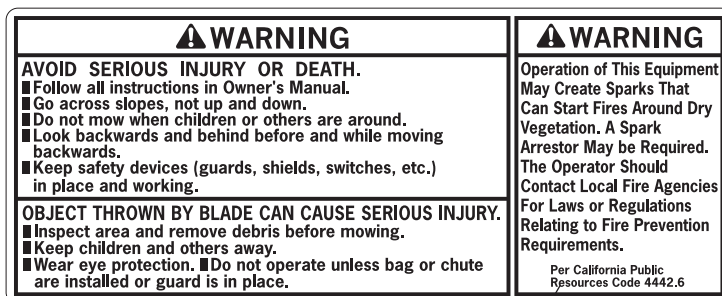 WARNING
AVOID SERIOUS INJURY OR DEATH.
■ Follow all instructions in Owner's Manual.
■ Go across slopes, not up and down.
■ Do not mow when children or others are around.
■ Look backwards and behind before and while moving
backwards.
■ Keep safety devices (guards, shields, switches, etc.)
in place and working.
OBJECT THROWN BY BLADE CAN CAUSE SERIOUS INJURY.
■ Inspect area and remove debris before mowing.
■ Keep children and others away.
■ Wear eye protection. ■ Do not operate unless bag or chute
are installed or guard is in place.
WARNING
Operation of This Equipment
May Create Sparks That
Can Start Fires Around Dry
Vegetation. A Spark
Arrestor May be Required.
The Operator Should
Contact Local Fire Agencies
For Laws or Regulations
Relating to Fire Prevention
Requirements.
Per California Public
Resources Code 4442.6